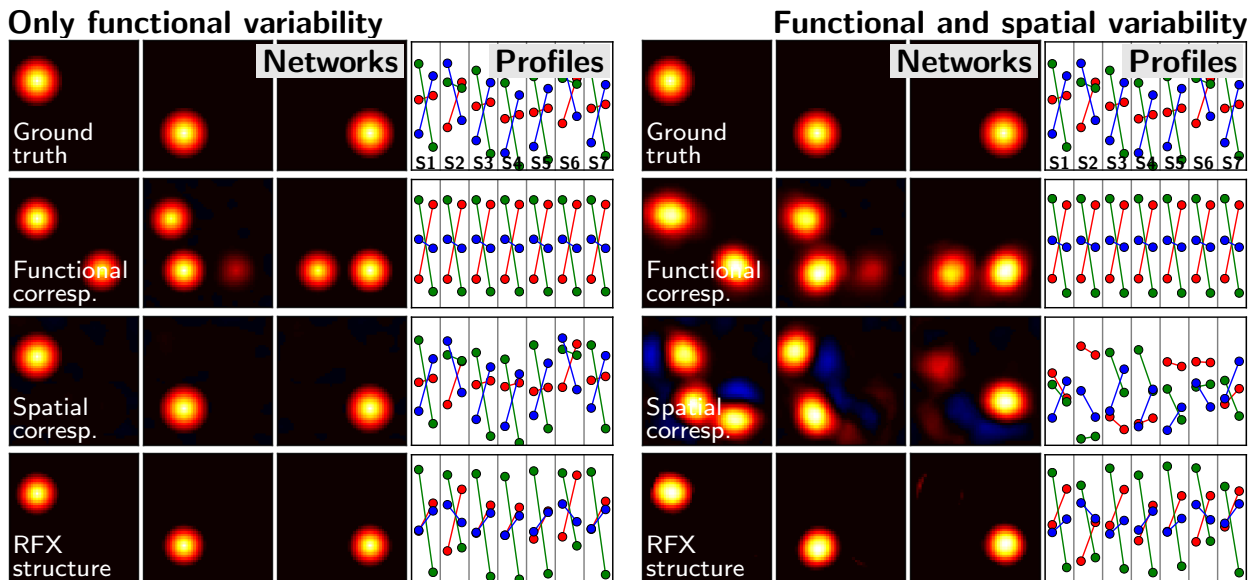 Only functional variability
Functional and spatial variability
Networks
Profiles
Networks
Profiles
Ground
truth
S1 S2 S3 S4 S5 S6 S7
Ground
truth
S1 S2 S3 S4 S5 S6 S7
Functional
corresp.
Functional
corresp.
Spatial
corresp.
Spatial
corresp.
RFX
structure
RFX
structure